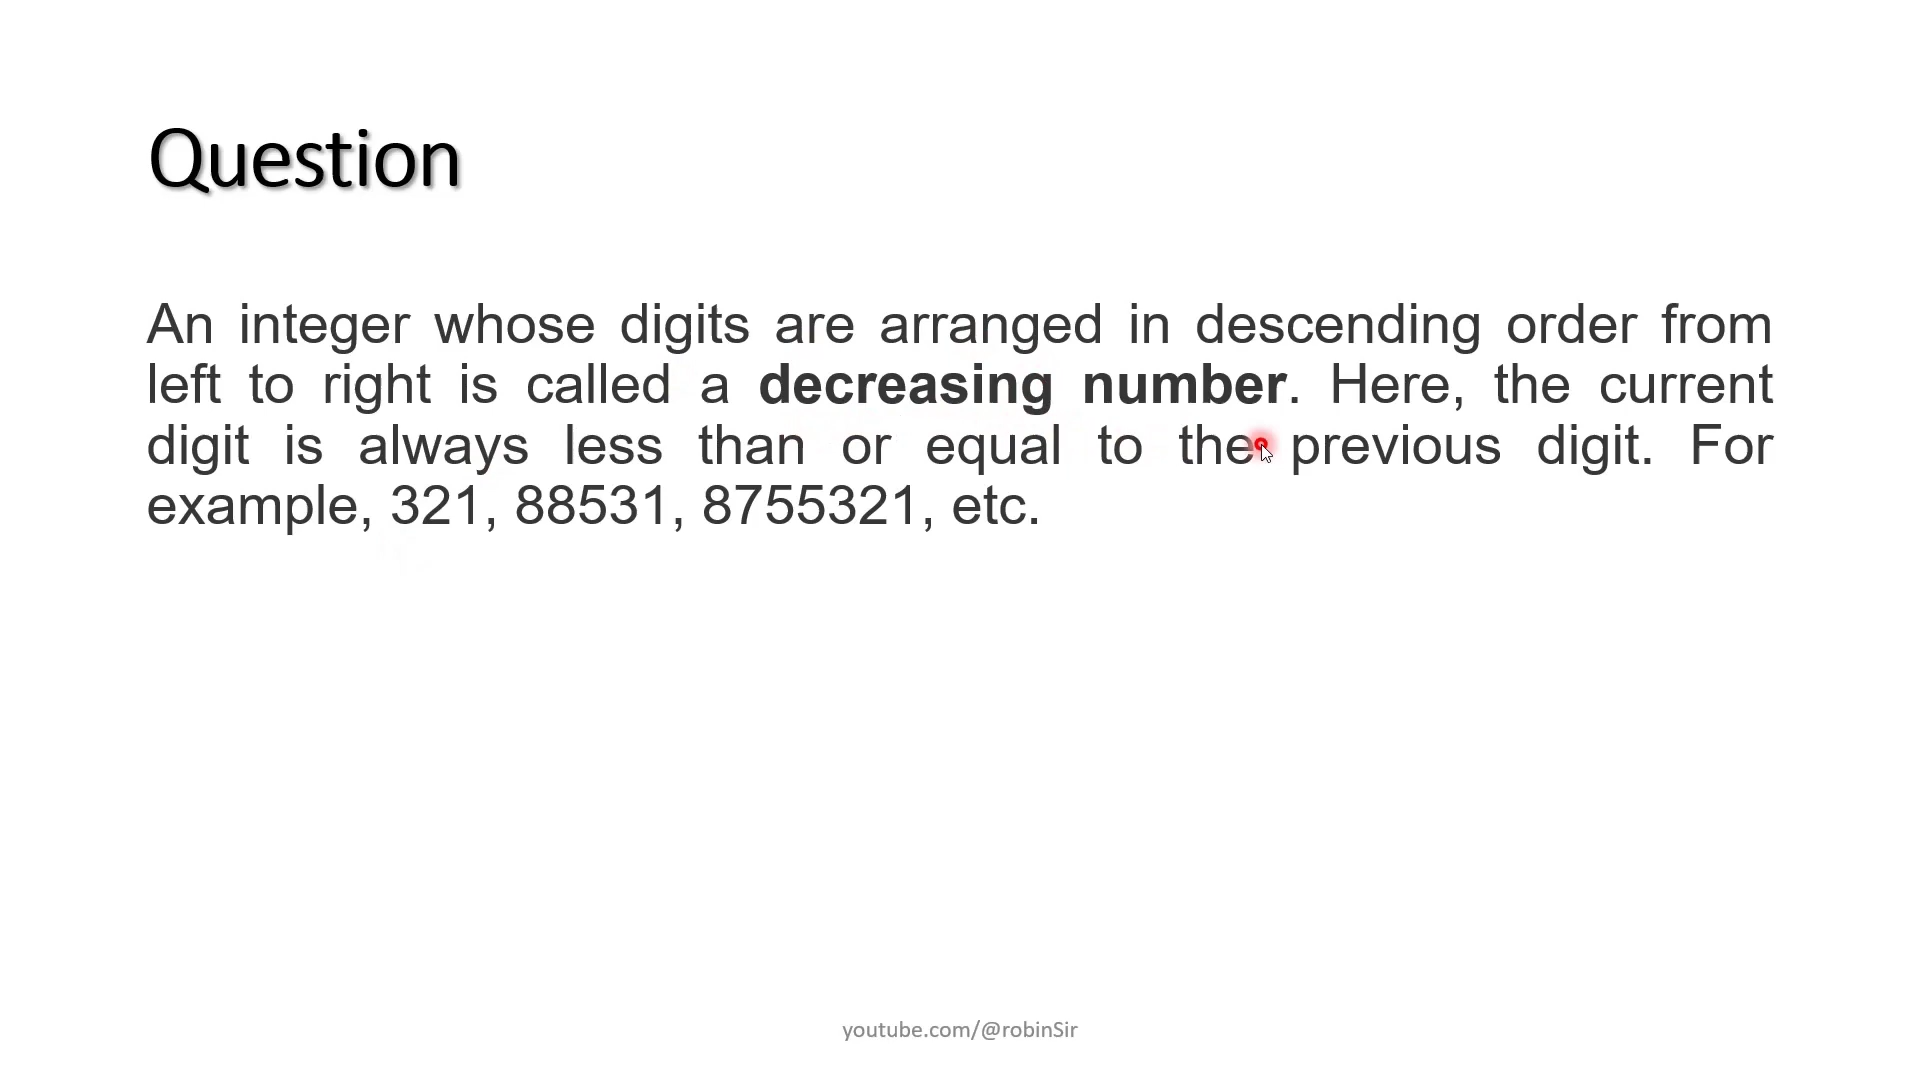 Question
An integer whose digits are arranged in descending order from
left to right is called a decreasing number. Here, the current
digit is always less than or equal to the previous digit. For
example, 321, 88531, 8755321, etc.
youtube.com/@robinSir